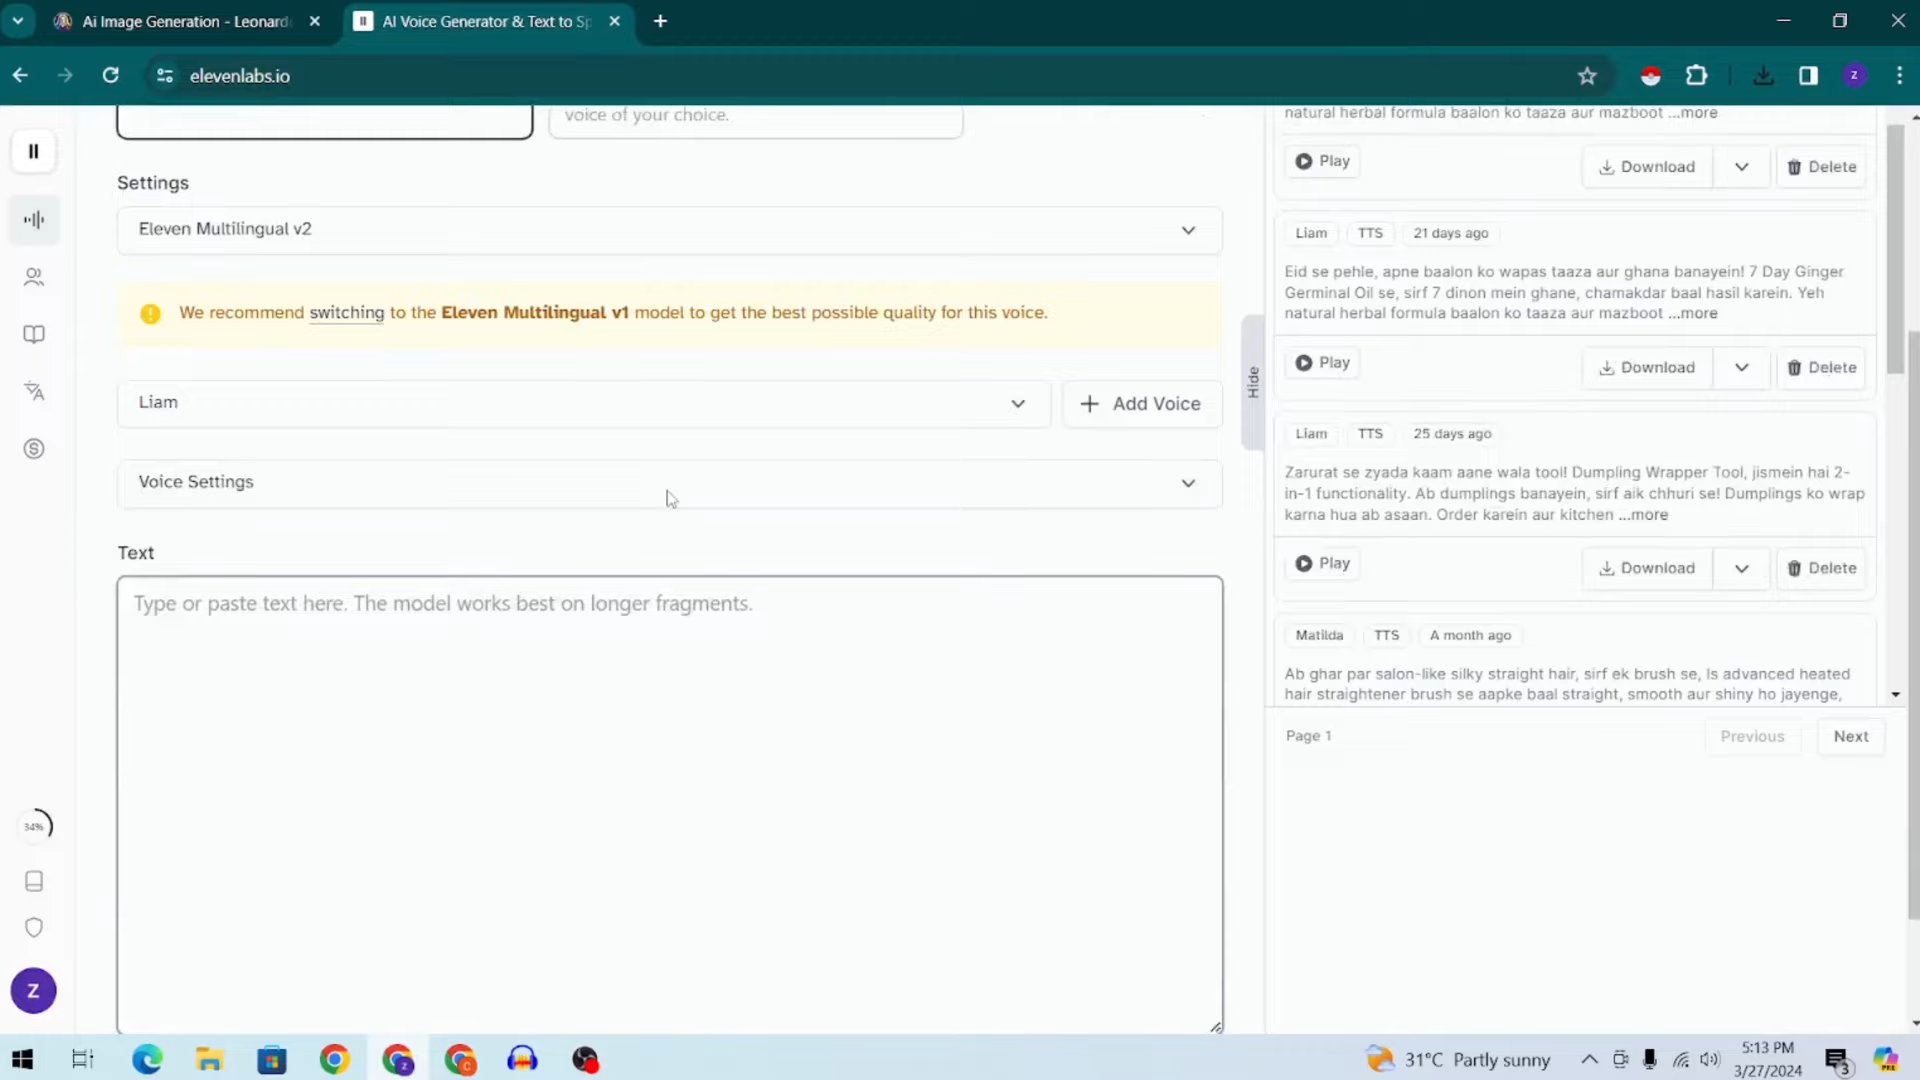 Ai Image Generation - Leonard
AI Voice Generator & Text to Sp
elevenlabs.io
z
voice of your choice.
Settings
Eleven Multilingual v2
We recommend switching to the Eleven Multilingual v1 model to get the best possible quality for this voice.
Liam
Add Voice
Voice Settings
Text
Type or paste text here. The model works best on longer fragments.
Hide
natural herbal formula baalon ko taaza aur mazboot ...more
Play
Download
Delete
Liam TTS 21 days ago
Eid se pehle, apne baalon ko wapas taaza aur ghana banayein! 7 Day Ginger
Germinal Oil se, sirf 7 dinon mein ghane, chamakdar baal hasil karein. Yeh
natural herbal formula baalon ko taaza aur mazboot ...more
Play
Download
Delete
Liam TTS 25 days ago
Zarurat se zyada kaam aane wala tool! Dumpling Wrapper Tool, jismein hai 2-
in-1 functionality. Ab dumplings banayein, sirf aik chhuri se! Dumplings ko wrap
karna hua ab asaan. Order karein aur kitchen ...more
Play
Download
Delete
Matilda TTS A month ago
Ab ghar par salon-like silky straight hair, sirf ek brush se, Is advanced heated
hair straightener brush se aapke baal straight, smooth aur shiny ho jayenge,
Page 1
Previous
Next
34%
Z
31°C Partly sunny
5:13 PM
3/27/2024
3
PRE